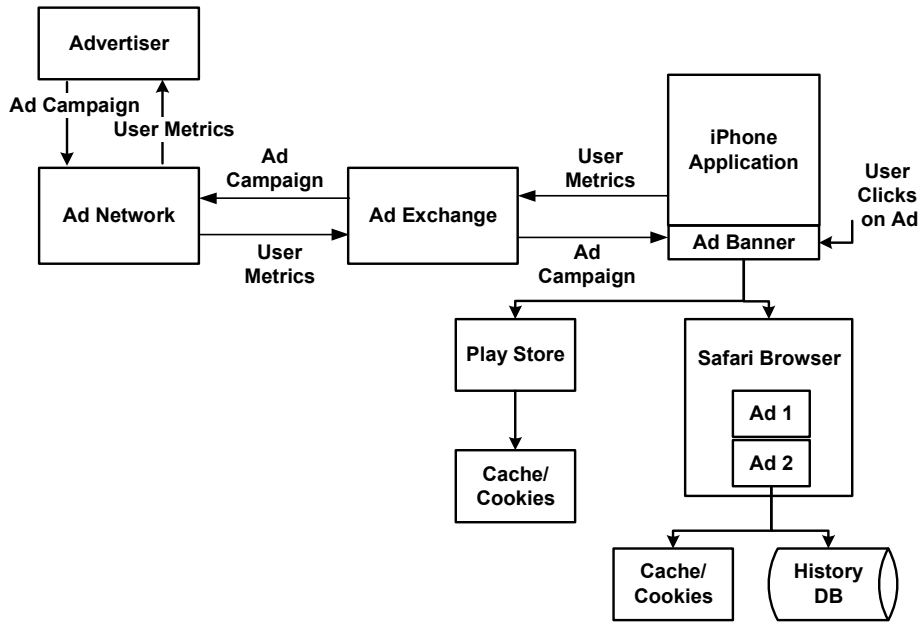 Advertiser
Ad Campaign
User Metrics
Ad Network
Ad
Campaign
User
Metrics
Ad Exchange
User
Metrics
Ad
Campaign
iPhone
Application
Ad Banner
User
Clicks
on Ad
Play Store
Cache/
Cookies
Safari Browser
Ad 1
Ad 2
Cache/
Cookies
History
DB